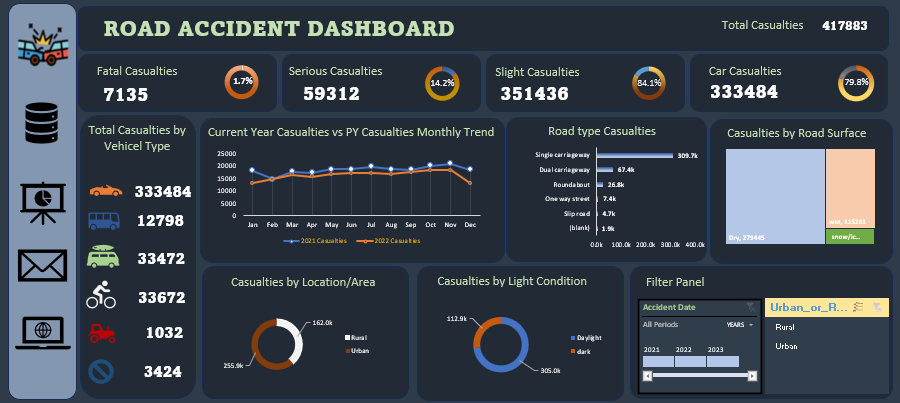 ROAD ACCIDENT DASHBOARD
Total Casualties 417883
Fatal Casualties
7135
1.7%
Serious Casualties
59312
14.2%
Slight Casualties
351436
84.1%
Car Casualties
333484
79.8%
Total Casualties by
Vehicel Type
333484
12798
33472
33672
1032
3424
Current Year Casualties vs PY Casualties Monthly Trend
25000
20000
15000
10000
5000
0
Jan Feb Mar Apr May Jun Jul Aug Sep Oct Nov Dec
2021 Casualties 2022 Casualties
Road type Casualties
Single carriageway 309.7k
Dual carriageway 67.4k
Roundabout 26.8k
One way street 7.4k
Slip road 4.7k
(blank) 1.9k
0.0k 100.0k 200.0k 300.0k 400.0k
Casualties by Road Surface
Dry, 279445
wet, 115261
snow/ic...
Casualties by Location/Area
162.0k
255.9k
Rural
Urban
Casualties by Light Condition
112.9k
305.0k
Daylight
dark
Filter Panel
Accident Date
All Periods YEARS
2021 2022 2023
Urban_or_R...
Rural
Urban